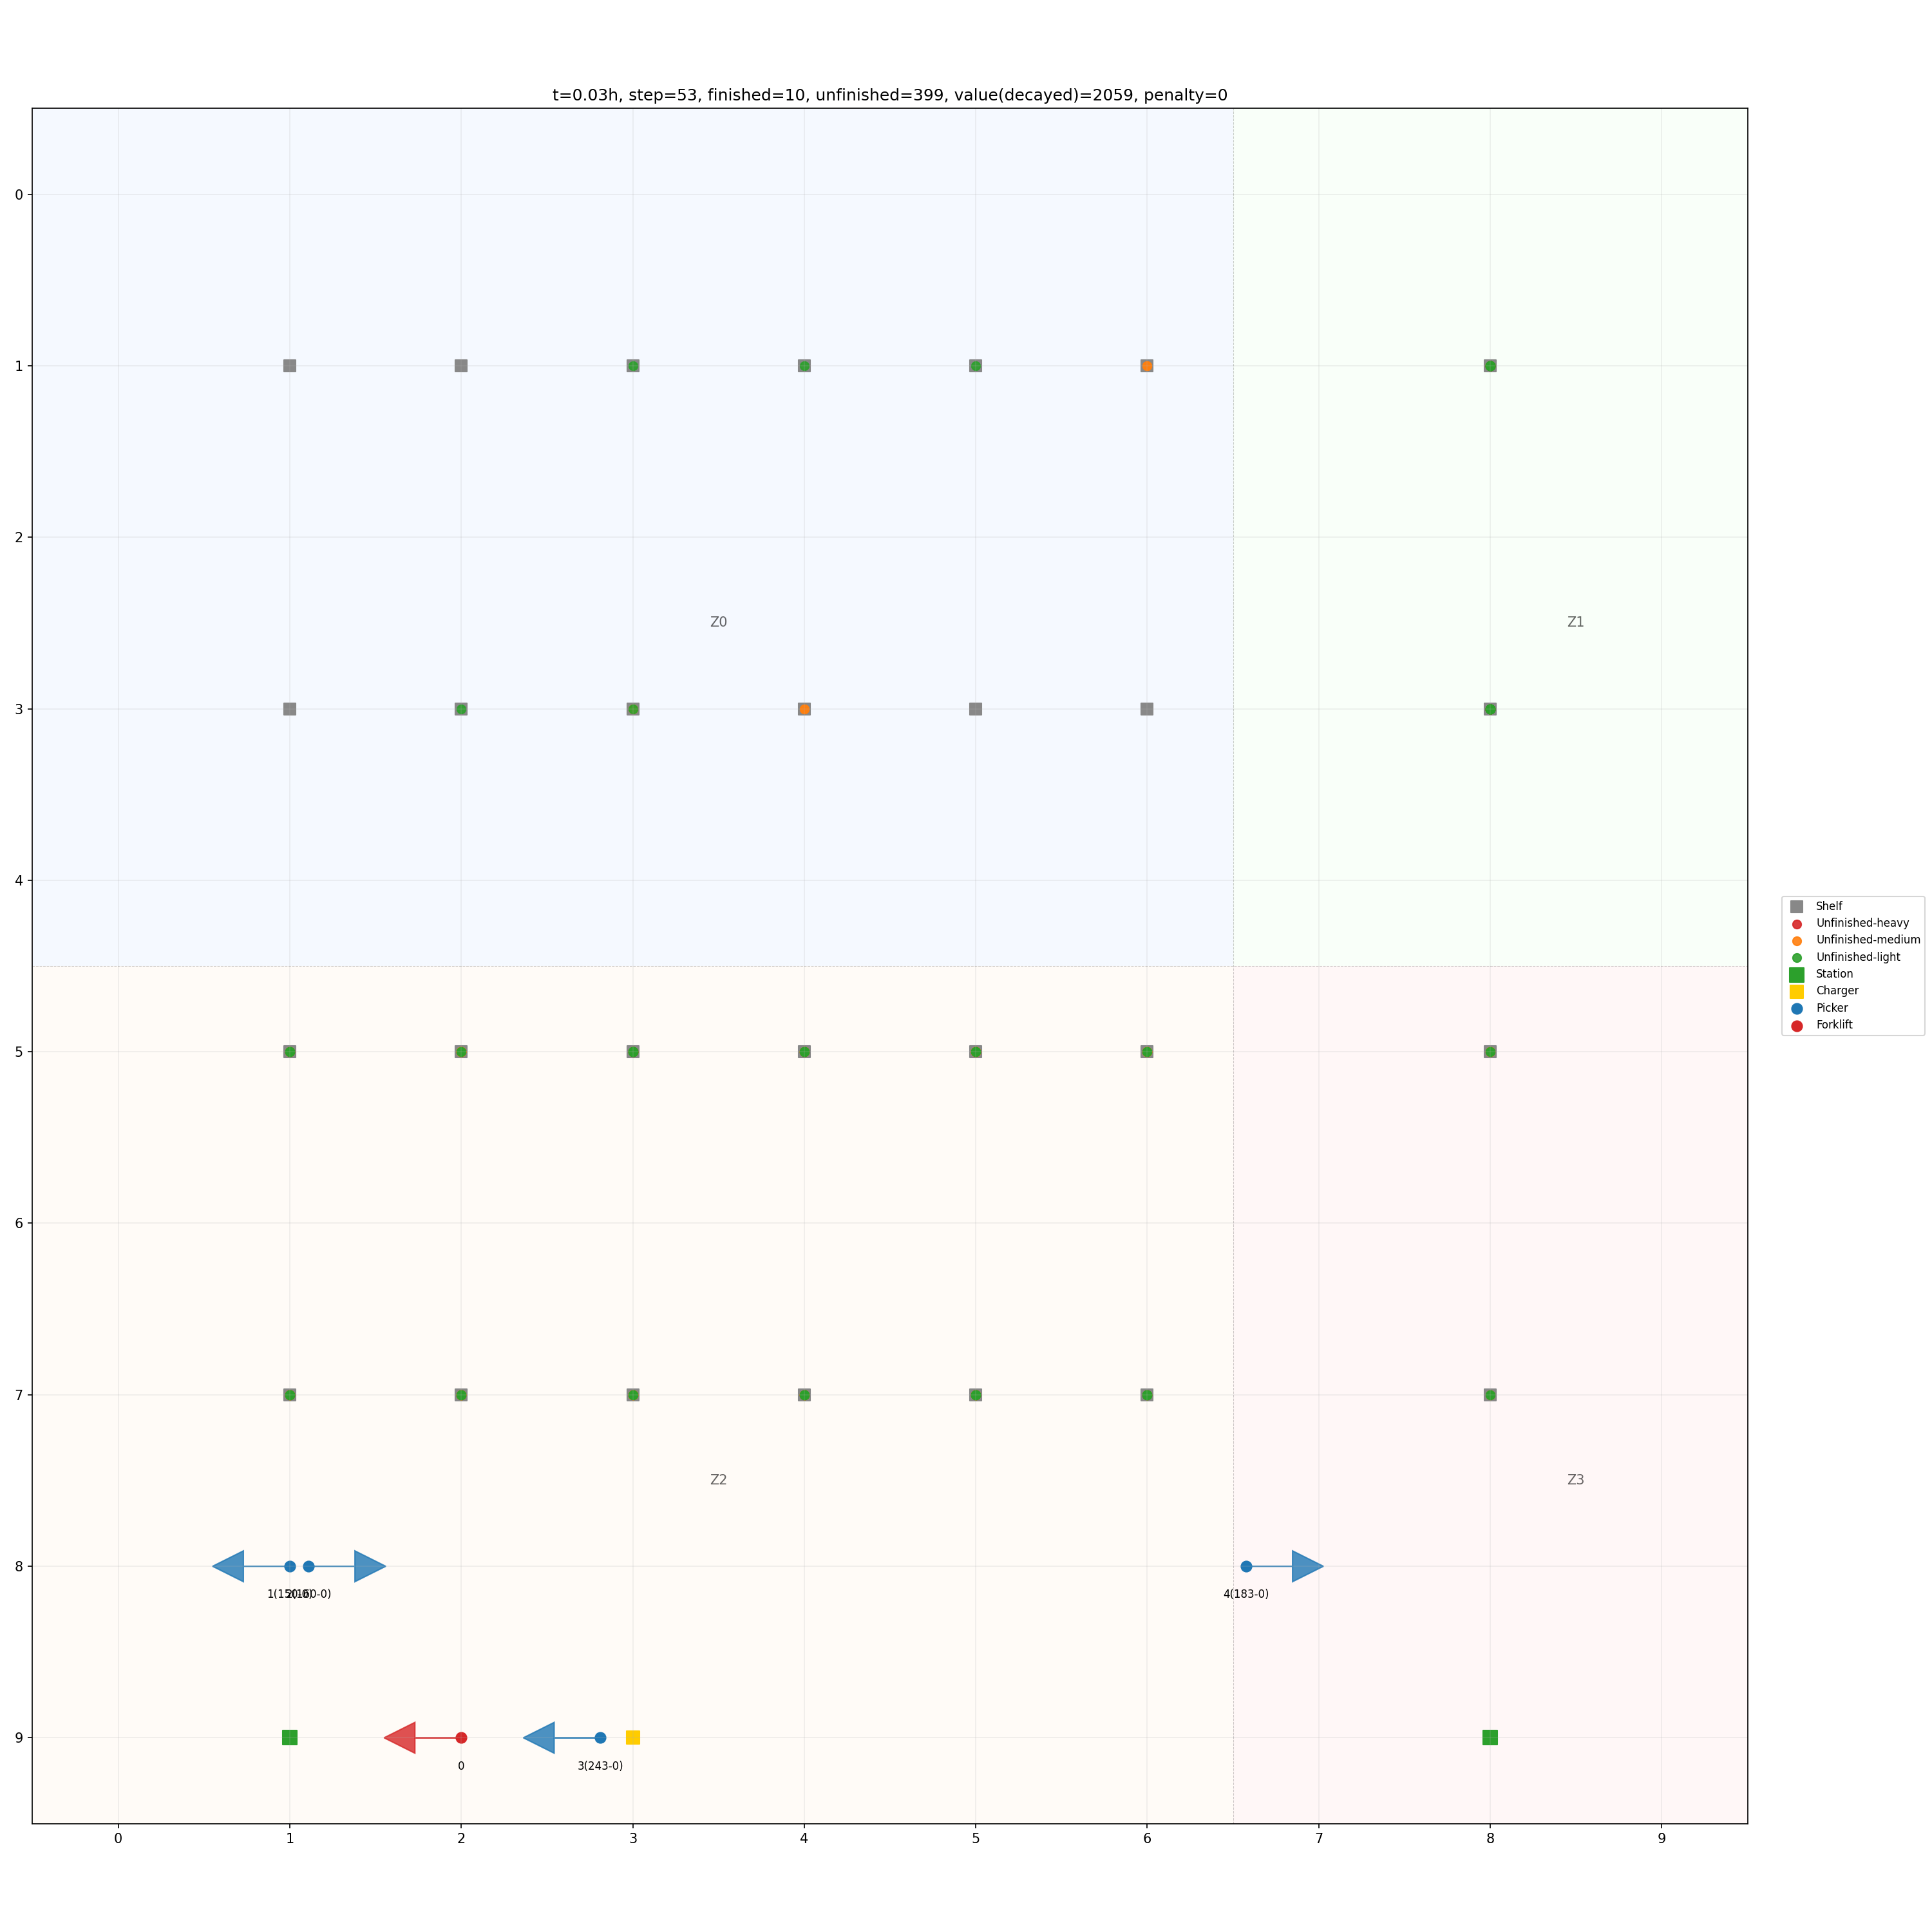 t=0.03h, step=53, finished=10, unfinished=399, value(decayed)=2059, penalty=0
0
1
2
Z0
Z1
3
4
Shelf
Unfinished-heavy
Unfinished-medium
Unfinished-light
Station
Charger
Picker
Forklift
5
6
7
Z2
Z3
8
4(183-0)
9
0
3(243-0)
0 1 2 3 4 5 6 7 8 9